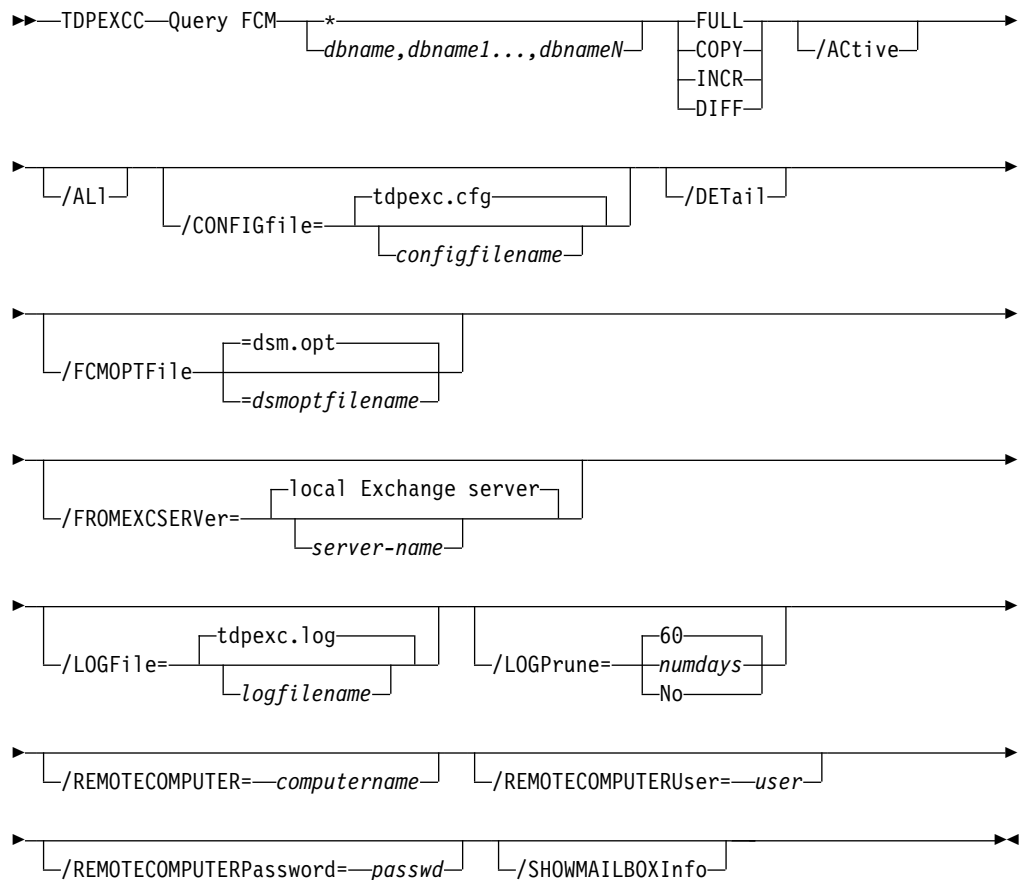 TDPEXCC Query FCM * FULL
dbname,dbname1...,dbnameN COPY /ACtive
INCR
DIFF
/ALl tdpexc.cfg /DETail
/CONFIGfile=
configfilename
=dsm.opt
/FCMOPTFile
=dsmoptfilename
local Exchange server
/FROMEXCSERVer=
server-name
tdpexc.log 60
/LOGFile= /LOGPrune= numdays
logfilename No
/REMOTECOMPUTER= computername /REMOTECOMPUTERUser= user
/REMOTECOMPUTERPassword= passwd /SHOWMAILBOXInfo